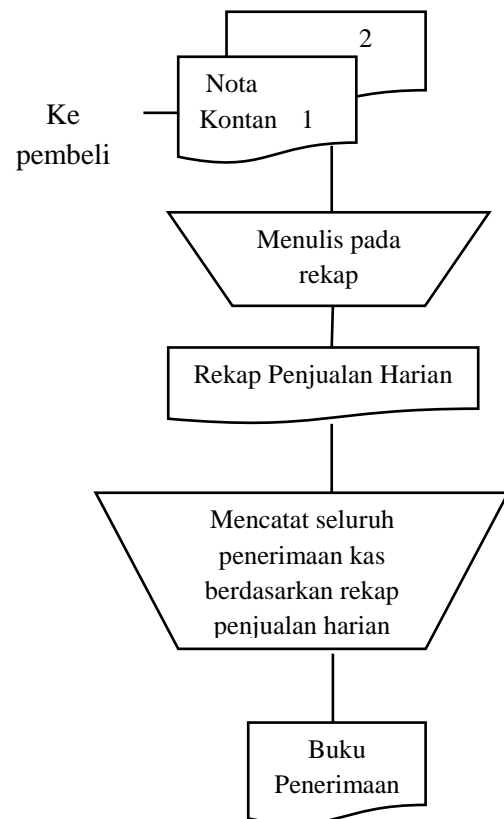 2
Nota
Kontan 1
Ke
pembeli
Menulis pada
rekap
Rekap Penjualan Harian
Mencatat seluruh
penerimaan kas
berdasarkan rekap
penjualan harian
Buku
Penerimaan